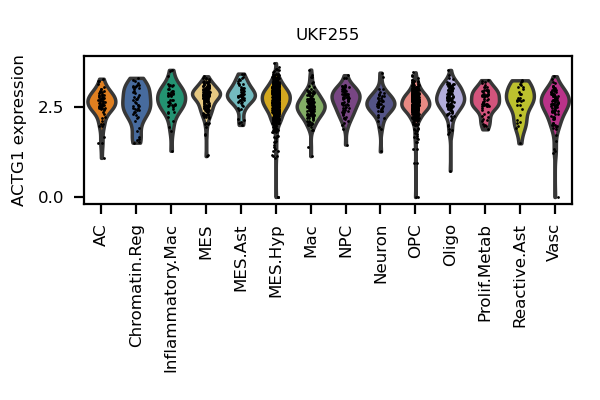 UKF255
ACTG1 expression
2.5
0.0
AC
Chromatin.Reg
Inflammatory.Mac
MES
MES.Ast
MES.Hyp
Mac
NPC
Neuron
OPC
Oligo
Prolif.Metab
Reactive.Ast
Vasc